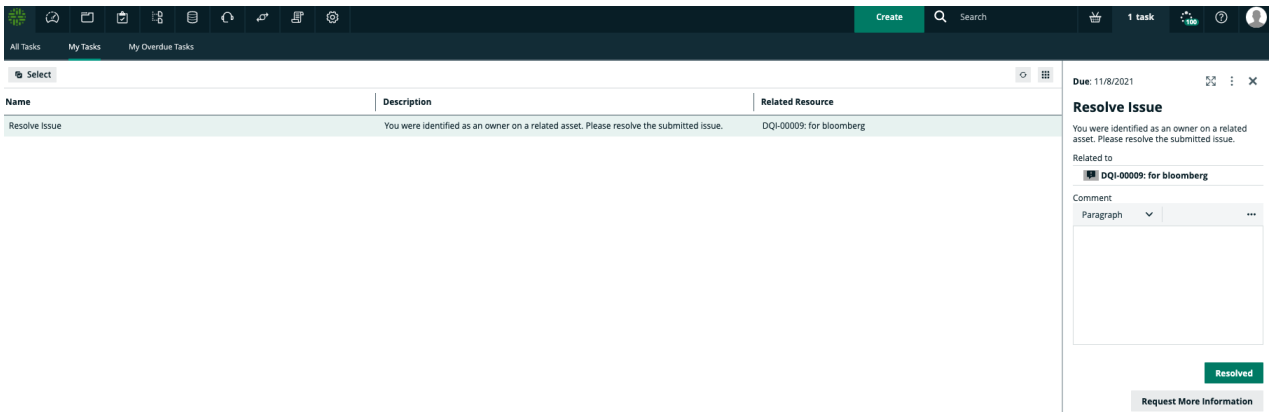 Create
Search
1 task
100
All Tasks
My Tasks
My Overdue Tasks
Select
Name
Description
Related Resource
Resolve Issue
You were identified as an owner on a related asset. Please resolve the submitted issue.
DQI-00009: for bloomberg
Due: 11/8/2021
Resolve Issue
You were identified as an owner on a related
asset. Please resolve the submitted issue.
Related to
DQI-00009: for bloomberg
Comment
Paragraph
Resolved
Request More Information